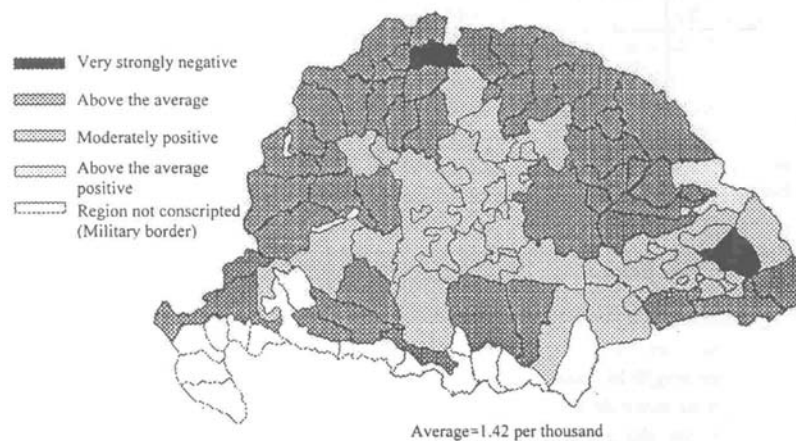 Very strongly negative
Above the average
Moderately positive
Above the average
positive
Region not conscripted
(Military border)
Average=1.42 per thousand